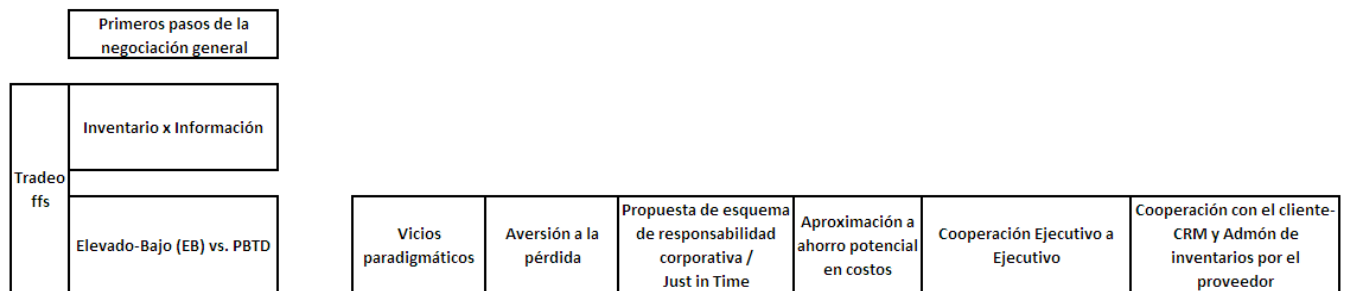 Primeros pasos de la
negociación general
Inventario x Información
Tradeo
ffs
Elevado-Bajo (EB) vs. PBTD
Vicios
paradigmáticos
Aversión a la
pérdida
Propuesta de esquema
de responsabilidad
corporativa /
Just in Time
Aproximación a
ahorro potencial
en costos
Cooperación Ejecutivo a
Ejecutivo
Cooperación con el cliente-
CRM y Admón de
inventarios por el
proveedor